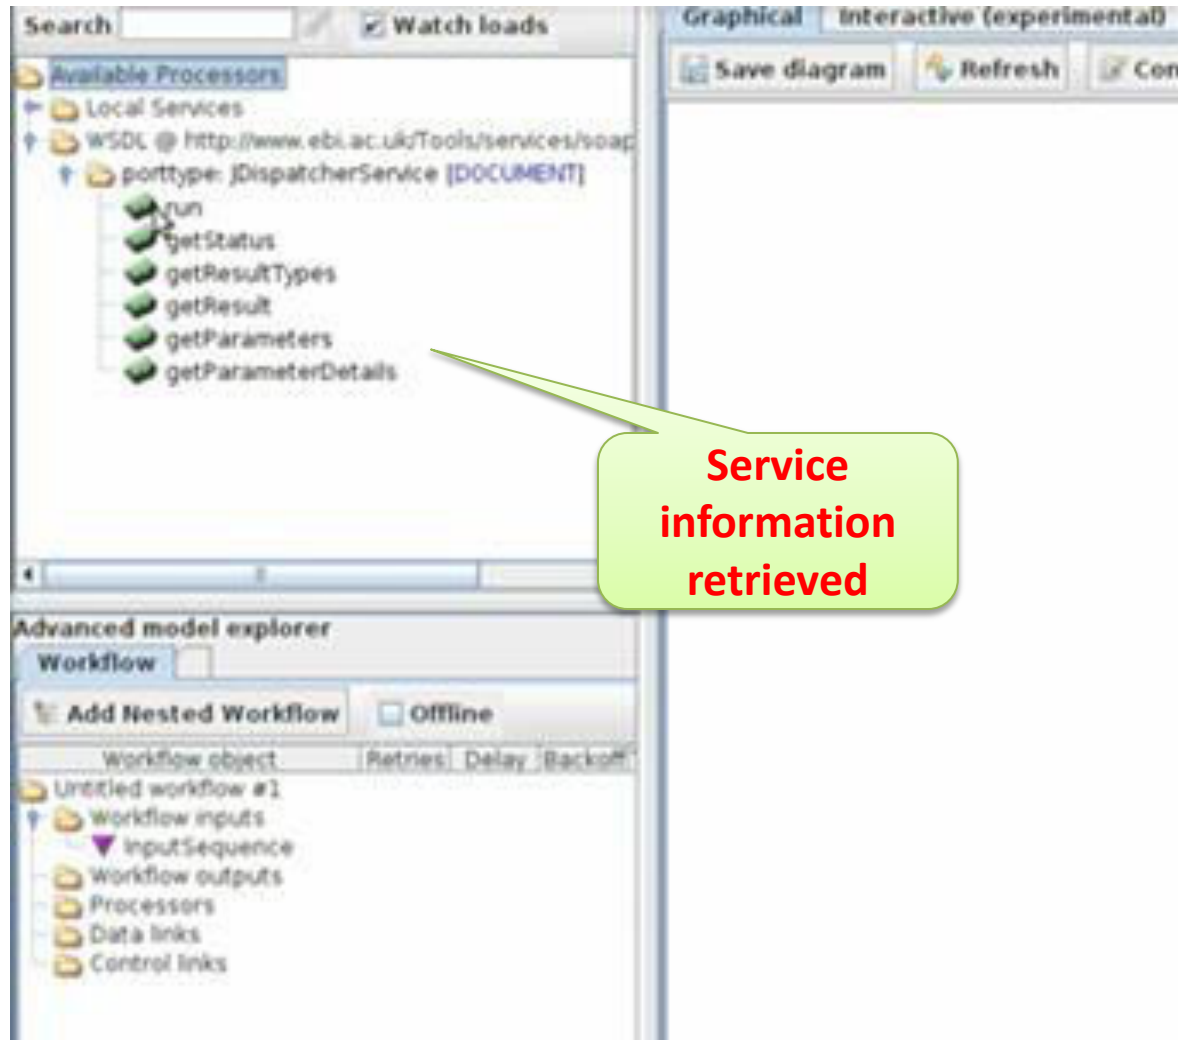 Search
Watch loads
Available Processors
Local Services
WSDL @ http://www.ebi.ac.uk/Tools/services/soap
porttype: JDispatcherService [DOCUMENT]
run
getStatus
getResultTypes
getResult
getParameters
getParameterDetails
Graphical Interactive (experimental)
Save diagram Refresh Con
Service
information
retrieved
Advanced model explorer
Workflow
Add Nested Workflow Offline
Workflow object Retries Delay Backoff
Untitled workflow #1
Workflow inputs
InputSequence
Workflow outputs
Processors
Data links
Control links